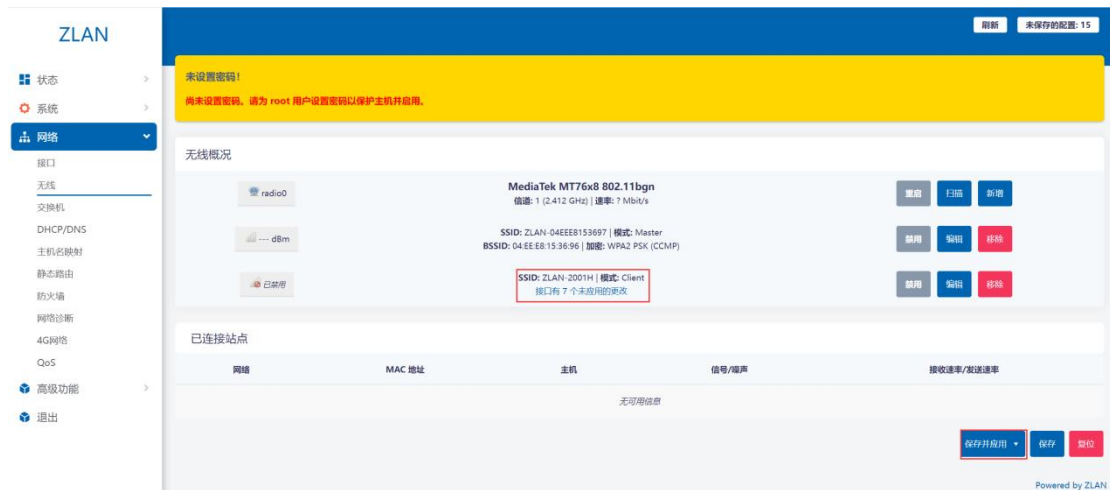 ZLAN
刷新
未保存的配置: 15
状态
系统
网络
接口
无线
交换机
DHCP/DNS
主机名映射
静态路由
防火墙
网络诊断
4G网络
QoS
高级功能
退出
未设置密码!
尚未设置密码。请为 root 用户设置密码以保护主机并启用。
无线概况
radio0
MediaTek MT76x8 802.11bgn
信道: 1 (2.412 GHz) | 速率: ? Mbit/s
重启 扫描 新增
--- dBm
SSID: ZLAN-04EEE8153697 | 模式: Master
BSSID: 04:EE:E8:15:36:96 | 加密: WPA2 PSK (CCMP)
禁用 编辑 移除
已禁用
SSID: ZLAN-2001H | 模式: Client
接口有 7 个未应用的更改
禁用 编辑 移除
已连接站点
网络 MAC 地址 主机 信号/噪声 接收速率/发送速率
无可用信息
保存并应用 保存 复位
Powered by ZLAN